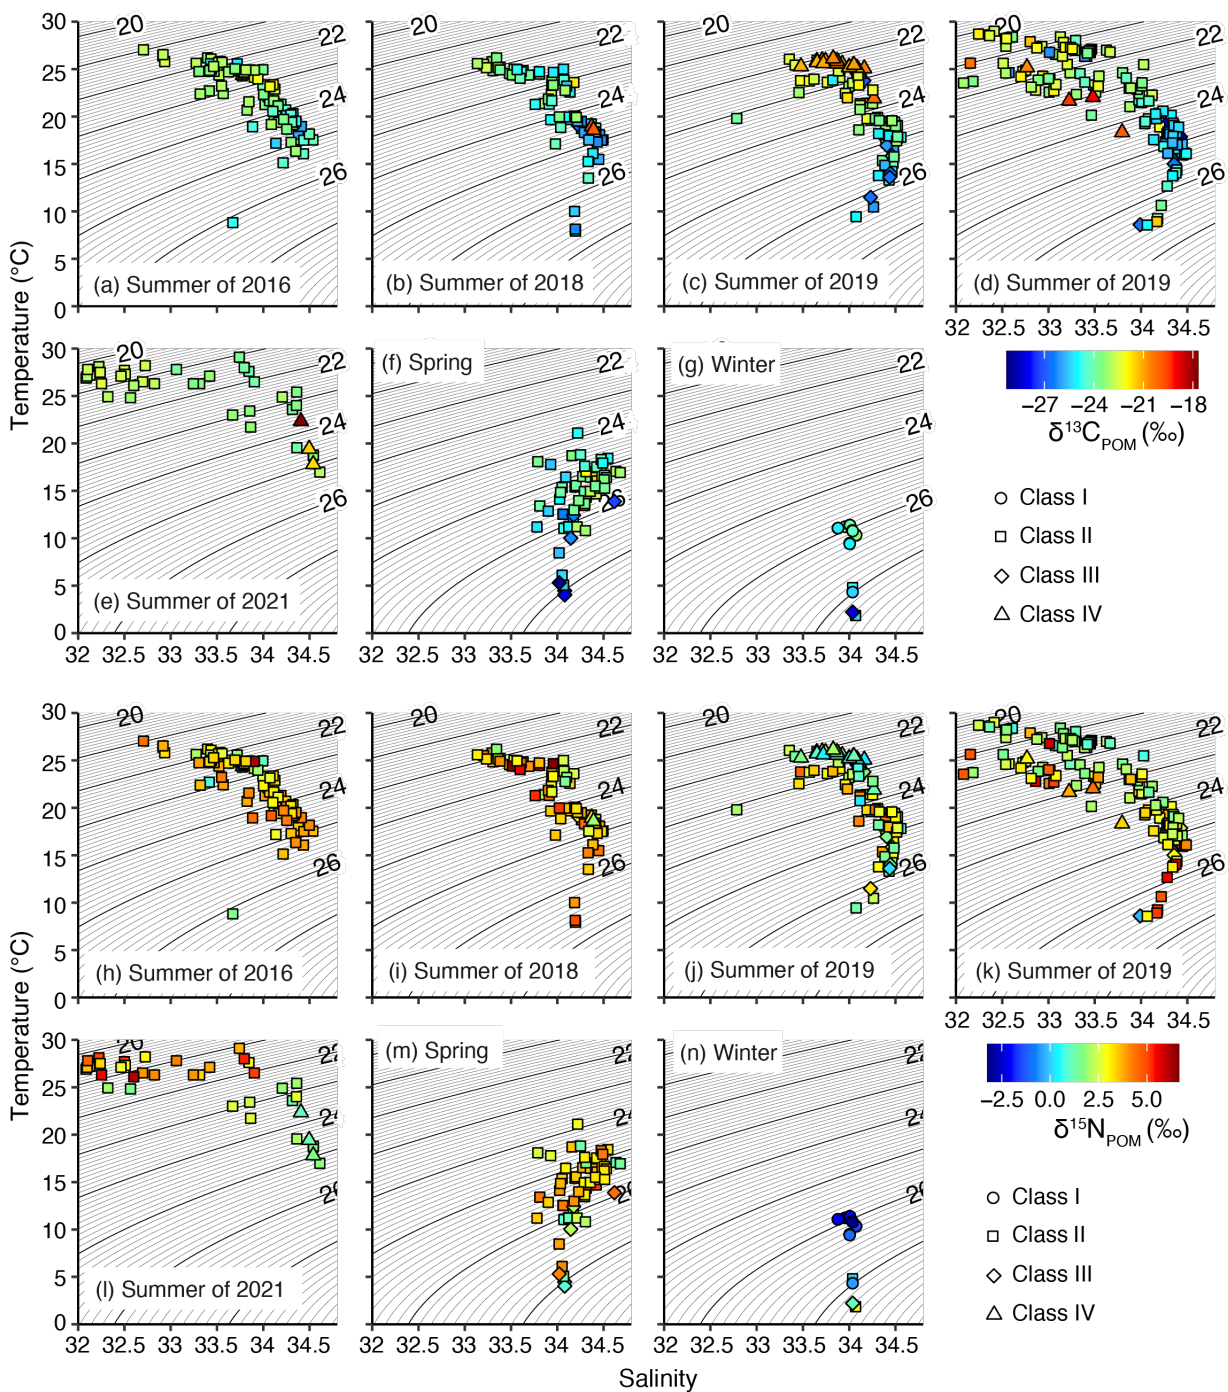 30 20 22 20 22 20 22 20 22
25
24 24 24 24
20
15
26 26 26 26
10
5
(a) Summer of 2016 (b) Summer of 2018 (c) Summer of 2019 (d) Summer of 2019
0
32 32.5 33 33.5 34 34.5
Temperature (°C)
30 20 22 (f) Spring 22 (g) Winter 22
25
24 24 24
20
15
26 26 26
10
5
(e) Summer of 2021
0
32 32.5 33 33.5 34 34.5 32 32.5 33 33.5 34 34.5 32 32.5 33 33.5 34 34.5
−27 −24 −21 −18
δ13CPOM (‰)
Class I
Class II
Class III
Class IV
30 20 22 20 22 20 22 20 22
25
24 24 24 24
20
15
26 26 26 26
10
5
(h) Summer of 2016 (i) Summer of 2018 (j) Summer of 2019 (k) Summer of 2019
0
32 32.5 33 33.5 34 34.5
Temperature (°C)
30 20 (m) Spring (n) Winter
25
20
15
10
5
(l) Summer of 2021
0
32 32.5 33 33.5 34 34.5 32 32.5 33 33.5 34 34.5 32 32.5 33 33.5 34 34.5
Salinity
−2.5 0.0 2.5 5.0
δ15NPOM (‰)
Class I
Class II
Class III
Class IV